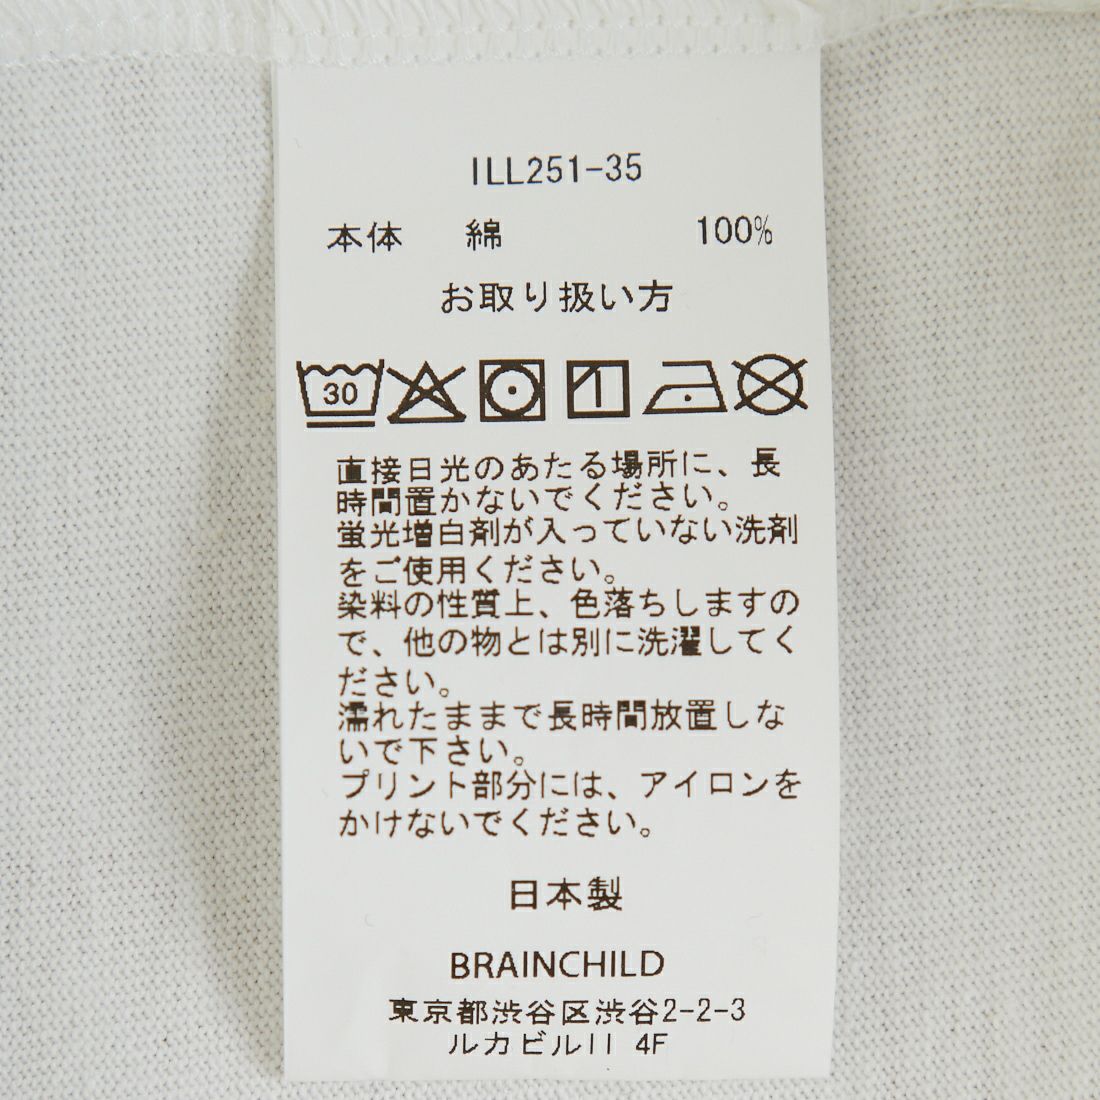 ILL251-35
本体 綿 100%
お取り扱い方
30
直接日光のあたる場所に、長
時間置かないでください。
蛍光増白剤が入っていない洗剤
をご使用ください。
染料の性質上、色落ちしますの
で、他の物とは別に洗濯してく
ださい。
濡れたままで長時間放置しな
いで下さい。
プリント部分には、アイロンを
かけないでください。
日本製
BRAINCHILD
東京都渋谷区渋谷2-2-3
ルカビルII 4F